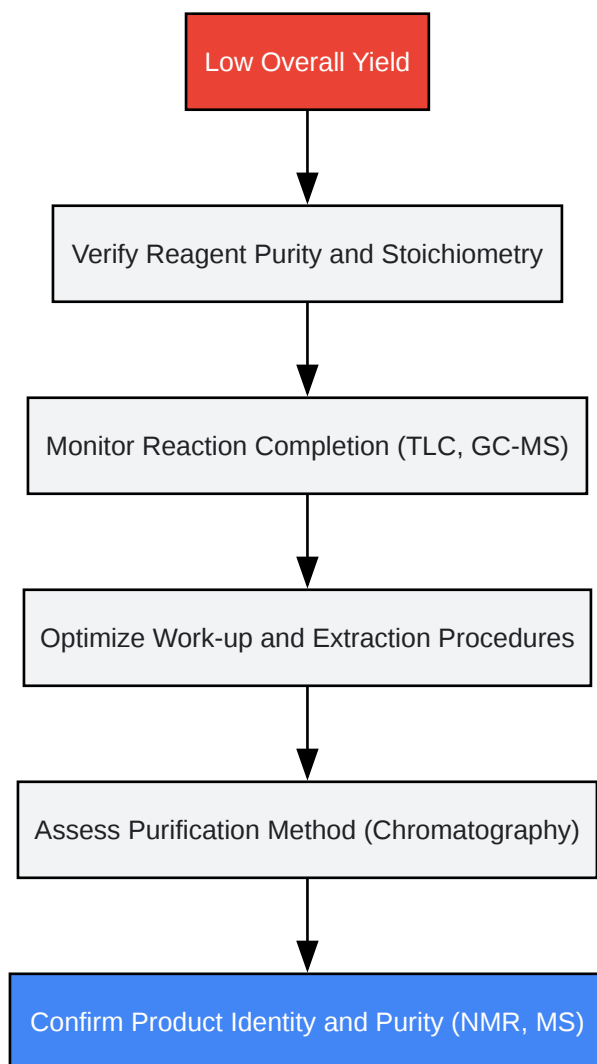 Low Overall Yield
Verify Reagent Purity and Stoichiometry
Monitor Reaction Completion (TLC, GC-MS)
Optimize Work-up and Extraction Procedures
Assess Purification Method (Chromatography)
Confirm Product Identity and Purity (NMR, MS)